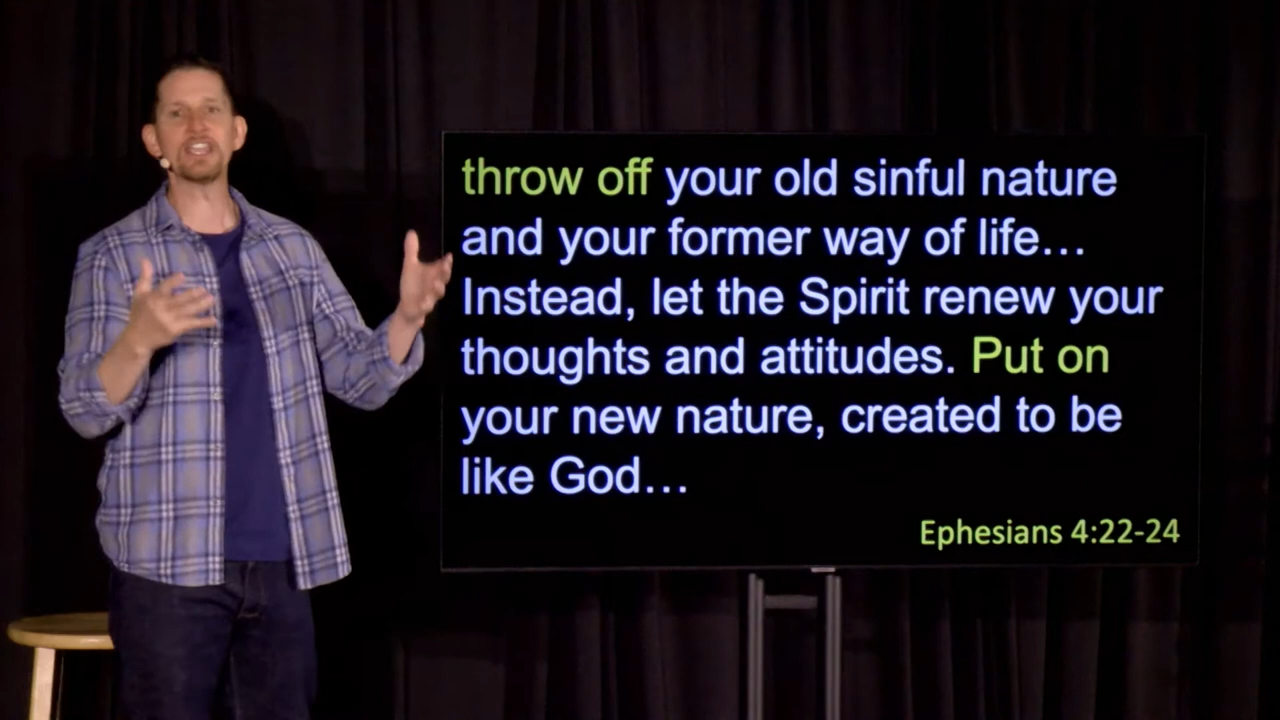 throw off your old sinful nature
and your former way of life…
Instead, let the Spirit renew your
thoughts and attitudes. Put on
your new nature, created to be
like God…
Ephesians 4:22-24